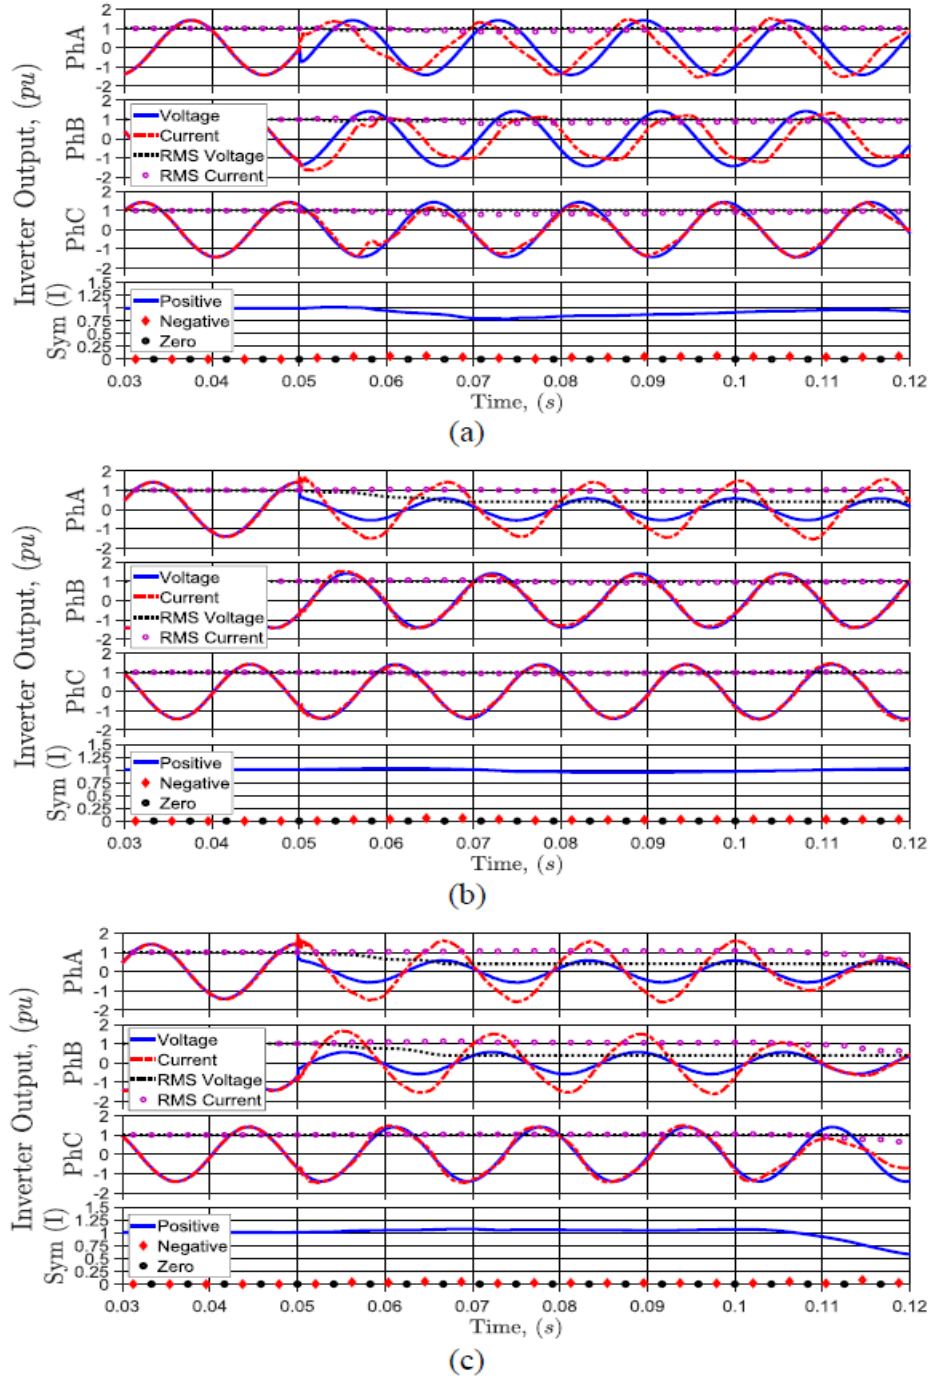 Inverter Output, (pu)
PhA
2
1
0
-1
-2
PhB
2
1
0
-1
-2
Voltage
Current
RMS Voltage
RMS Current
PhC
2
1
0
-1
-2
Sym (I)
1.5
1.25
1
0.75
0.5
0.25
0
Positive
Negative
Zero
0.03 0.04 0.05 0.06 0.07 0.08 0.09 0.1 0.11 0.12
Time, (s)
(a)
Inverter Output, (pu)
PhA
2
1
0
-1
-2
PhB
2
1
0
-1
-2
Voltage
Current
RMS Voltage
RMS Current
PhC
2
1
0
-1
-2
Sym (I)
1.5
1.25
1
0.75
0.5
0.25
0
Positive
Negative
Zero
0.03 0.04 0.05 0.06 0.07 0.08 0.09 0.1 0.11 0.12
Time, (s)
(b)
Inverter Output, (pu)
PhA
2
1
0
-1
-2
PhB
2
1
0
-1
-2
Voltage
Current
RMS Voltage
RMS Current
PhC
2
1
0
-1
-2
Sym (I)
1.5
1.25
1
0.75
0.5
0.25
0
Positive
Negative
Zero
0.03 0.04 0.05 0.06 0.07 0.08 0.09 0.1 0.11 0.12
Time, (s)
(c)